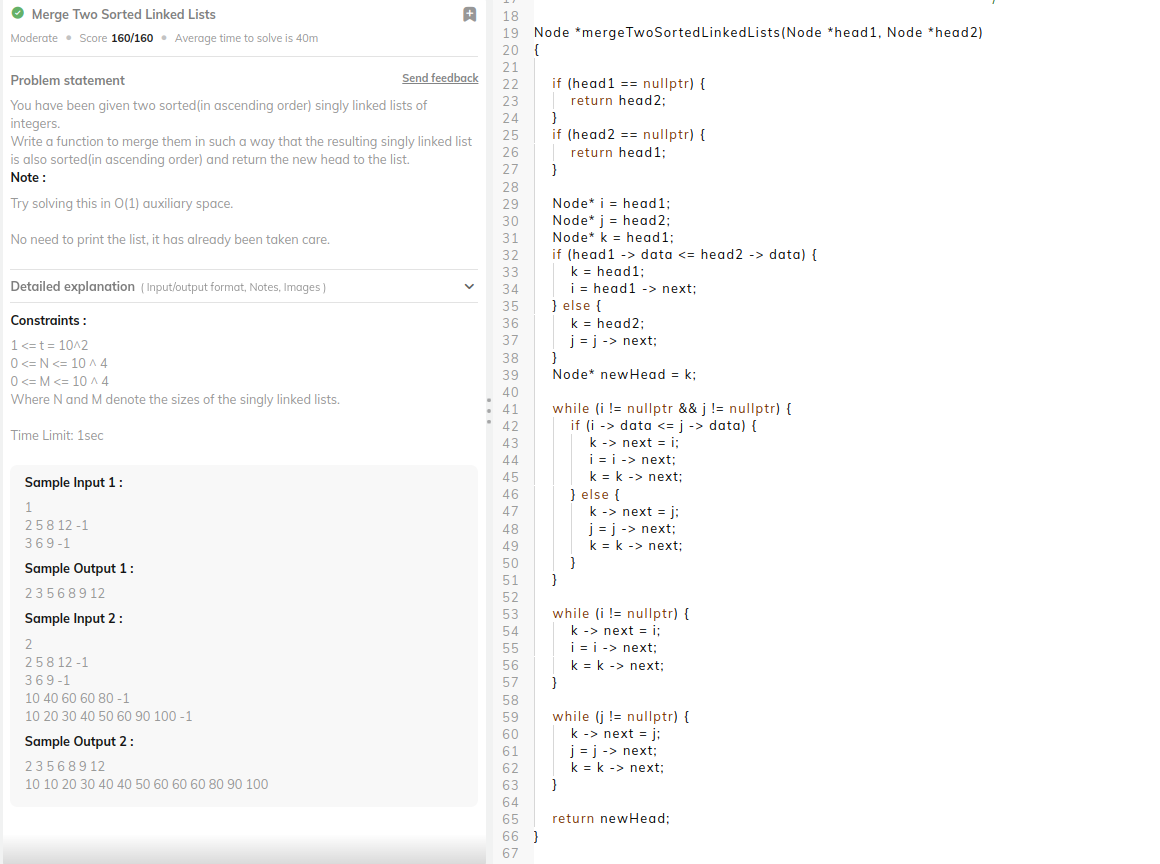 Merge Two Sorted Linked Lists
Moderate • Score 160/160 • Average time to solve is 40m
Problem statement
Send feedback
You have been given two sorted(in ascending order) singly linked lists of
integers.
Write a function to merge them in such a way that the resulting singly linked list
is also sorted(in ascending order) and return the new head to the list.
Note :
Try solving this in O(1) auxiliary space.
No need to print the list, it has already been taken care.
Detailed explanation ( Input/output format, Notes, Images )
Constraints :
1 <= t = 10^2
0 <= N <= 10 ^ 4
0 <= M <= 10 ^ 4
Where N and M denote the sizes of the singly linked lists.
Time Limit: 1sec
Sample Input 1 :
1
2 5 8 12 -1
3 6 9 -1
Sample Output 1 :
2 3 5 6 8 9 12
Sample Input 2 :
2
2 5 8 12 -1
3 6 9 -1
10 40 60 60 80 -1
10 20 30 40 50 60 90 100 -1
Sample Output 2 :
2 3 5 6 8 9 12
10 10 20 30 40 40 50 60 60 60 80 90 100
18
19 Node *mergeTwoSortedLinkedLists(Node *head1, Node *head2)
20 {
21
22 if (head1 == nullptr) {
23 return head2;
24 }
25 if (head2 == nullptr) {
26 return head1;
27 }
28
29 Node* i = head1;
30 Node* j = head2;
31 Node* k = head1;
32 if (head1 -> data <= head2 -> data) {
33 k = head1;
34 i = head1 -> next;
35 } else {
36 k = head2;
37 j = j -> next;
38 }
39 Node* newHead = k;
40
41 while (i != nullptr && j != nullptr) {
42 if (i -> data <= j -> data) {
43 k -> next = i;
44 i = i -> next;
45 k = k -> next;
46 } else {
47 k -> next = j;
48 j = j -> next;
49 k = k -> next;
50 }
51 }
52
53 while (i != nullptr) {
54 k -> next = i;
55 i = i -> next;
56 k = k -> next;
57 }
58
59 while (j != nullptr) {
60 k -> next = j;
61 j = j -> next;
62 k = k -> next;
63 }
64
65 return newHead;
66 }
67